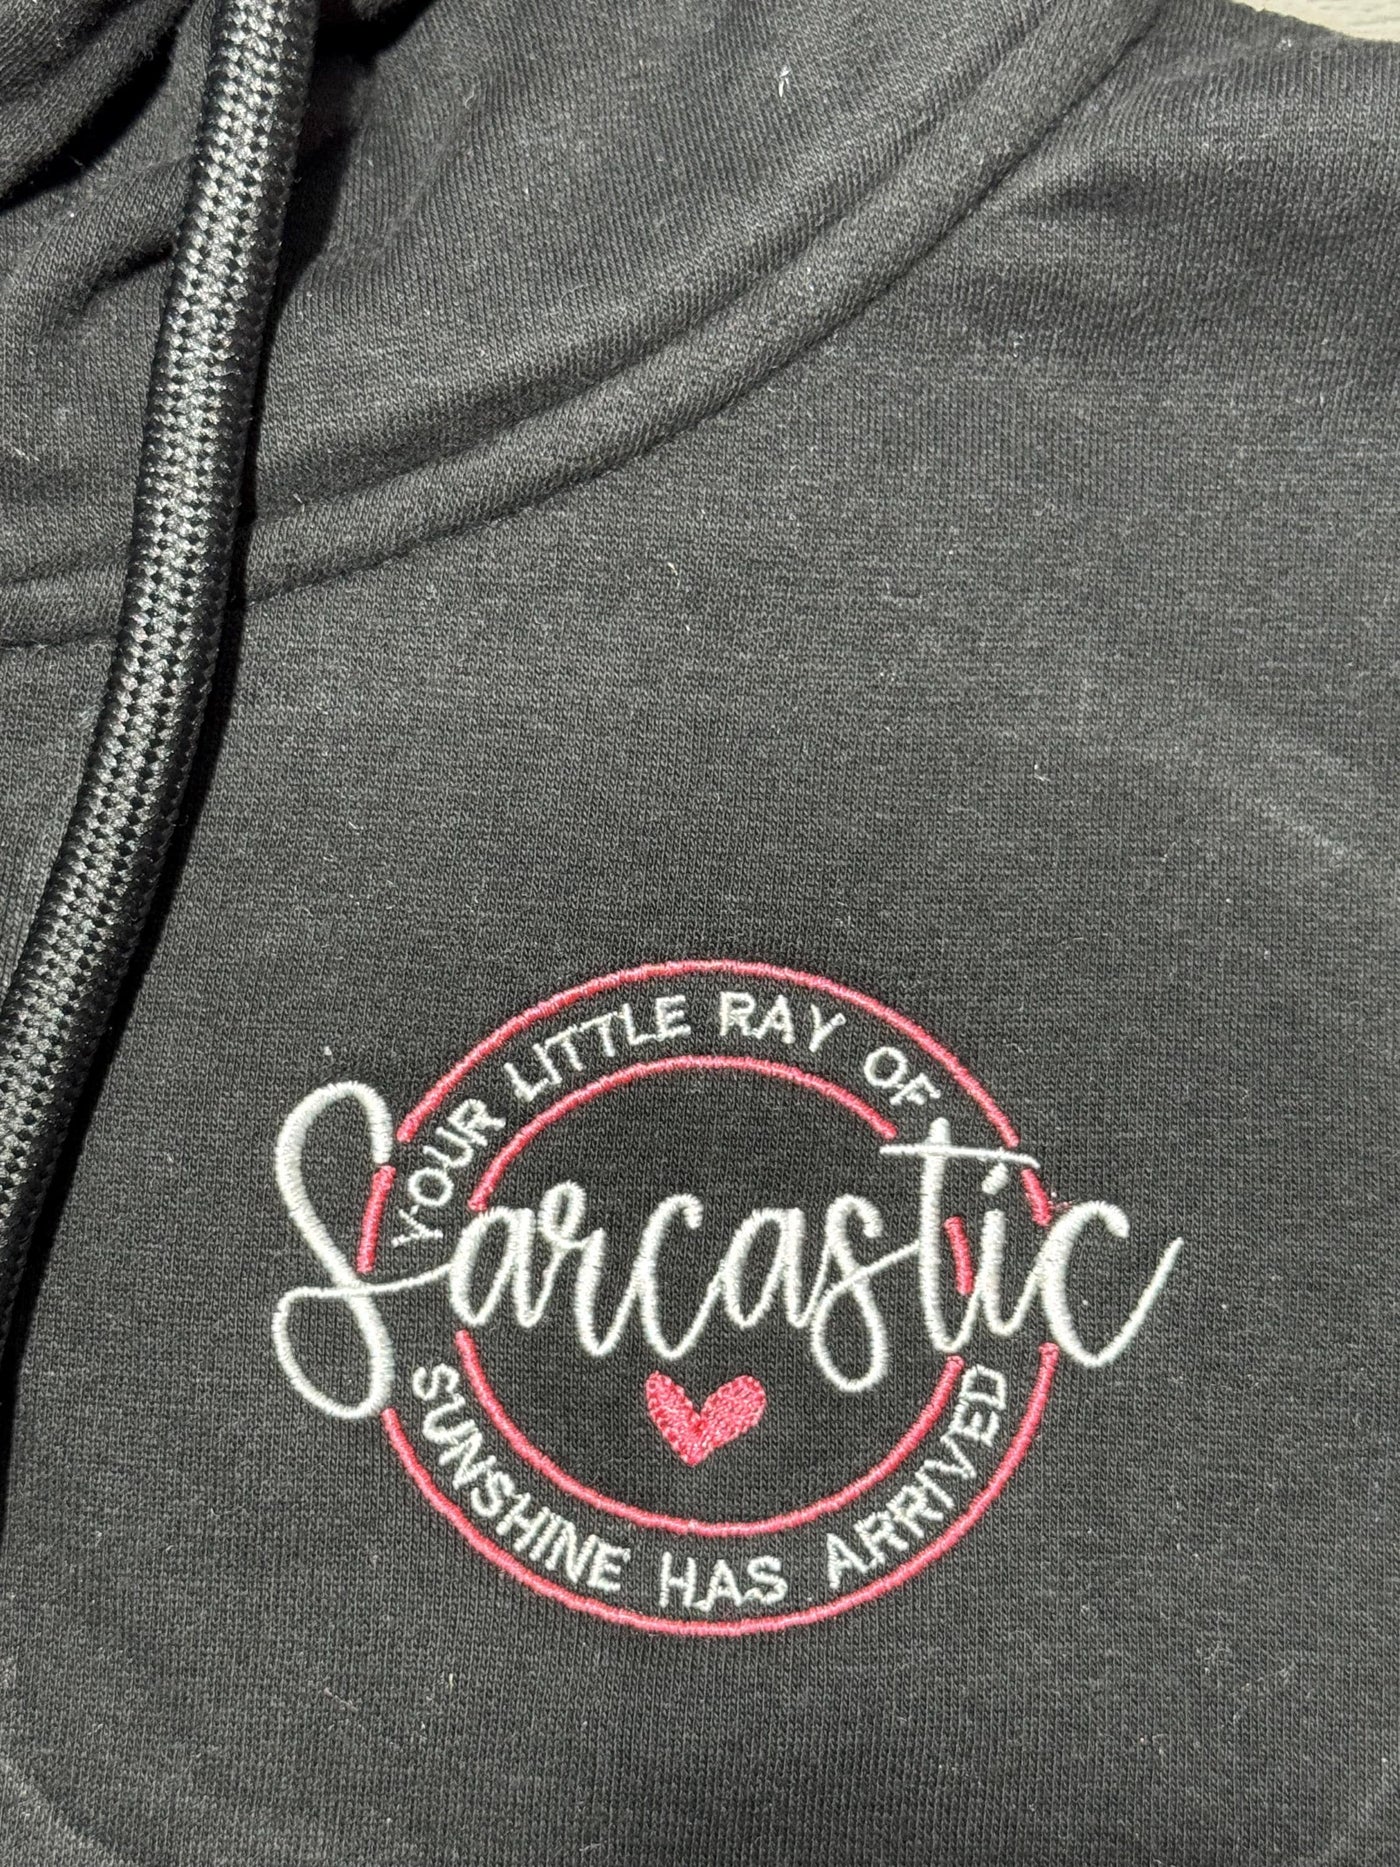 YOUR LITTLE RAY OF
Sarcastic
SUNSHINE HAS ARRIVED